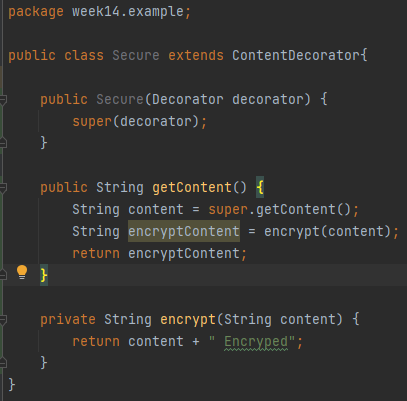 package week14.example;
public class Secure extends ContentDecorator{
public Secure(Decorator decorator) {
super(decorator);
}
public String getContent() {
String content = super.getContent();
String encryptContent = encrypt(content);
return encryptContent;
}
private String encrypt(String content) {
return content + " Encryped";
}
}